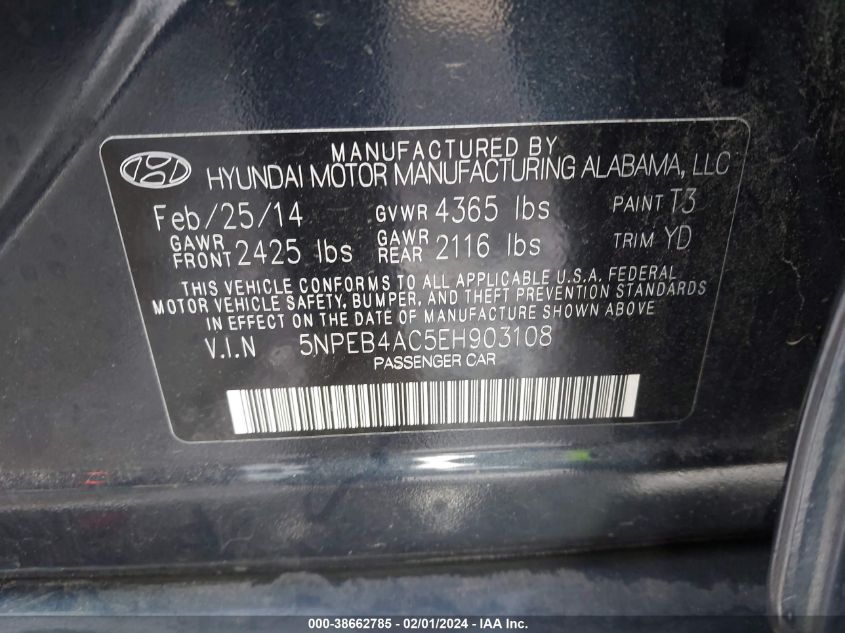 MANUFACTURED BY
HYUNDAI MOTOR MANUFACTURING ALABAMA, LLC
Feb/25/14 GVWR 4365 lbs PAINT T3
GAWR FRONT 2425 lbs GAWR REAR 2116 lbs TRIM YD
THIS VEHICLE CONFORMS TO ALL APPLICABLE U.S.A. FEDERAL
MOTOR VEHICLE SAFETY, BUMPER, AND THEFT PREVENTION STANDARDS
IN EFFECT ON THE DATE OF MANUFACTURE SHOWN ABOVE
V.I.N 5NPEB4AC5EH903108
PASSENGER CAR
000-38662785 - 02/01/2024 - IAA Inc.